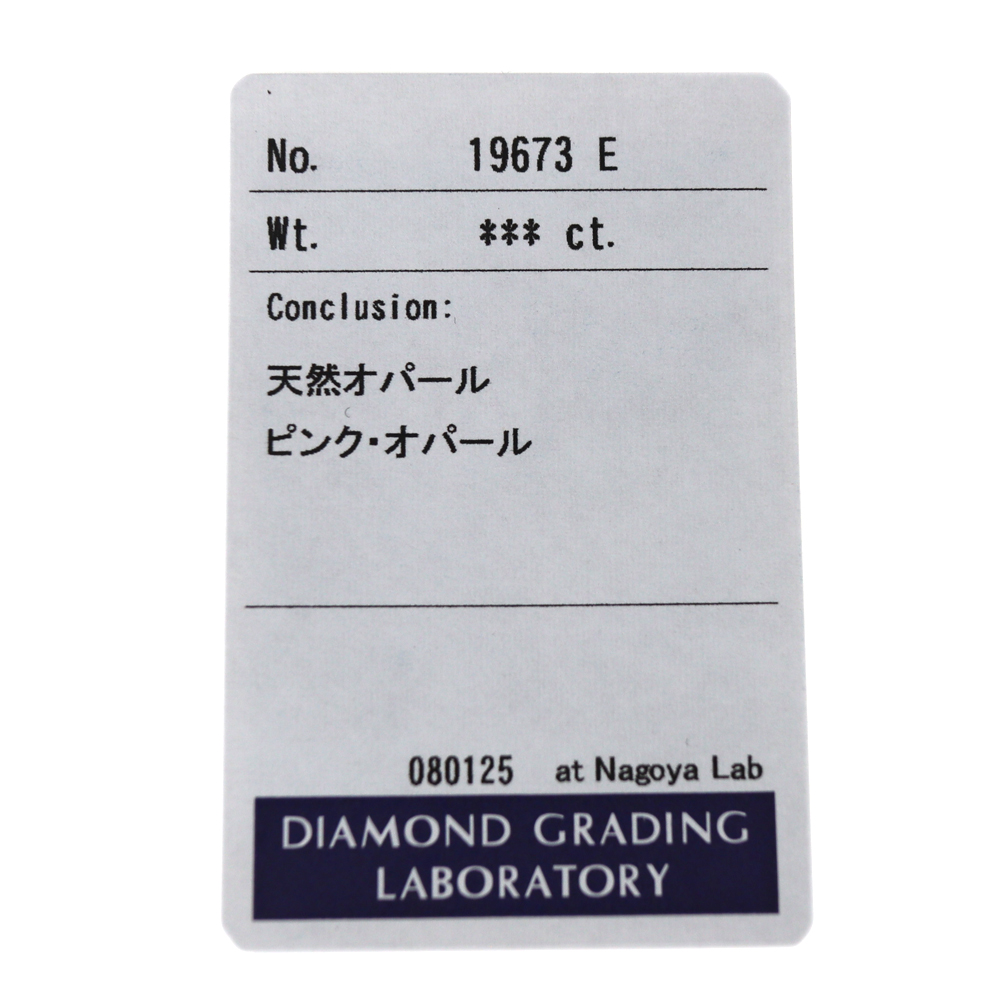 No. 19673 E
Wt. *** ct.
Conclusion:
天然オパール
ピンク・オパール
080125 at Nagoya Lab
DIAMOND GRADING
LABORATORY